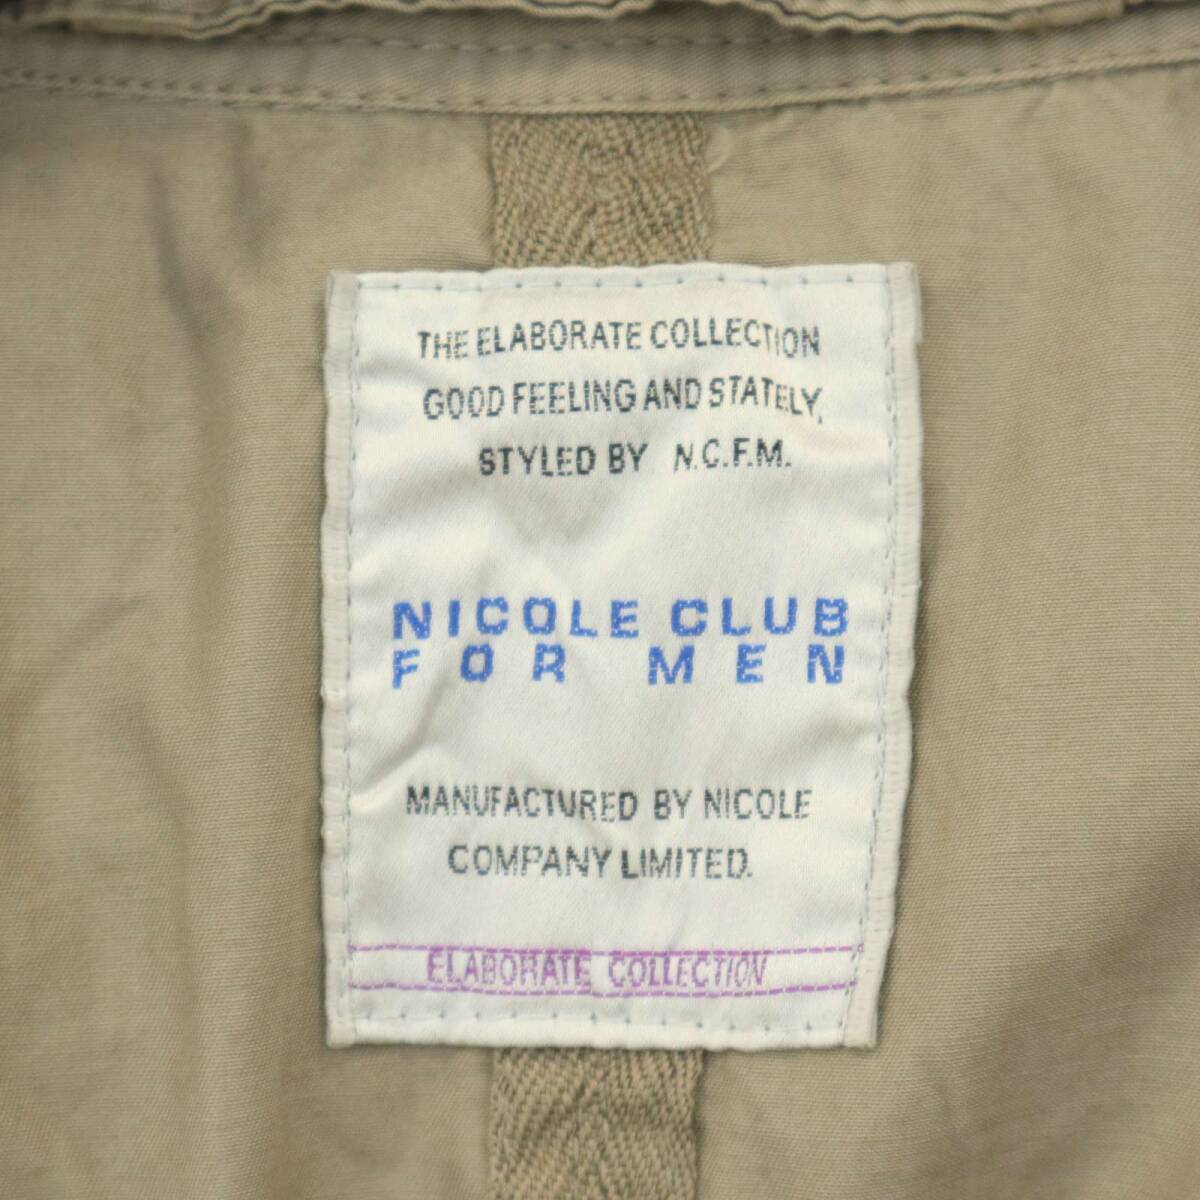 THE ELABORATE COLLECTION
GOOD FEELING AND STATELY,
STYLED BY N.C.F.M.
NICOLE CLUB
FOR MEN
MANUFACTURED BY NICOLE
COMPANY LIMITED.
ELABORATE COLLECTION